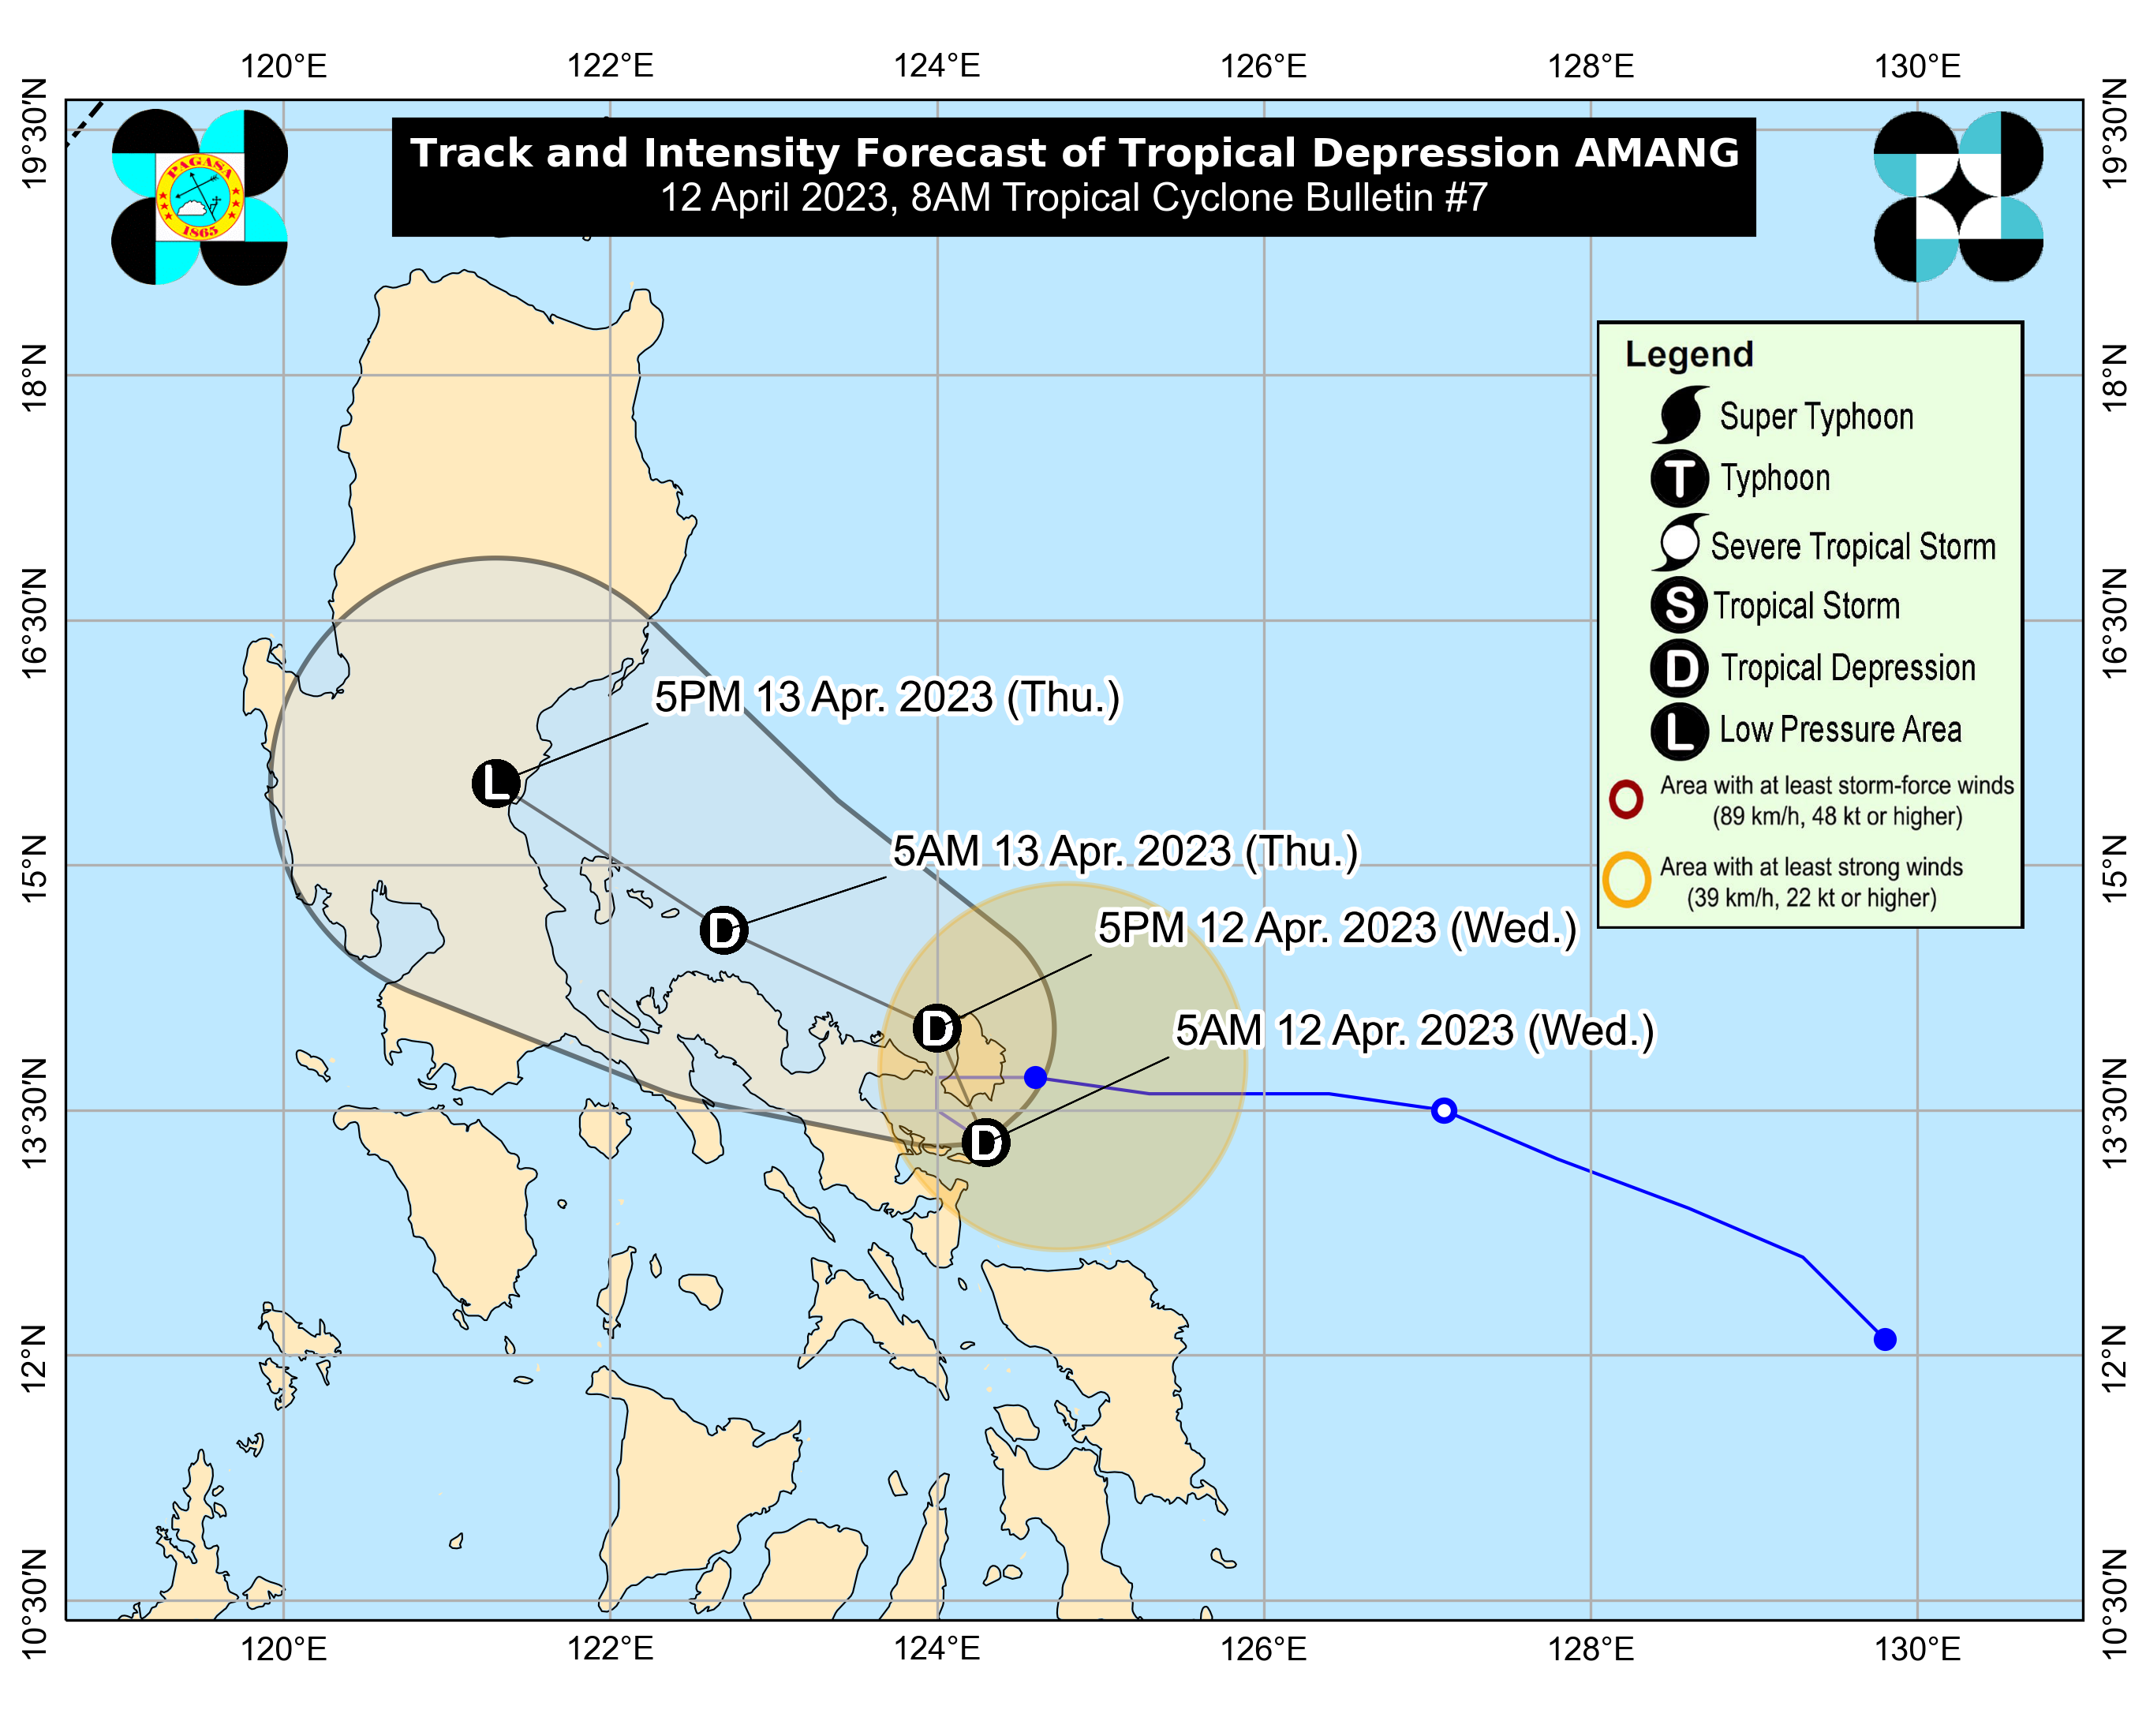 120°E 122°E 124°E 126°E 128°E 130°E
19°30'N
19°30'N
PAGASA
1865
Track and Intensity Forecast of Tropical Depression AMANG
12 April 2023, 8AM Tropical Cyclone Bulletin #7
Legend
Super Typhoon
T Typhoon
Severe Tropical Storm
S Tropical Storm
D Tropical Depression
L Low Pressure Area
Area with at least storm-force winds
(89 km/h, 48 kt or higher)
Area with at least strong winds
(39 km/h, 22 kt or higher)
18°N
18°N
16°30'N
16°30'N
5PM 13 Apr. 2023 (Thu.)
L
15°N
15°N
5AM 13 Apr. 2023 (Thu.)
D
5PM 12 Apr. 2023 (Wed.)
D
5AM 12 Apr. 2023 (Wed.)
D
13°30'N
13°30'N
12°N
12°N
10°30'N
10°30'N
120°E 122°E 124°E 126°E 128°E 130°E